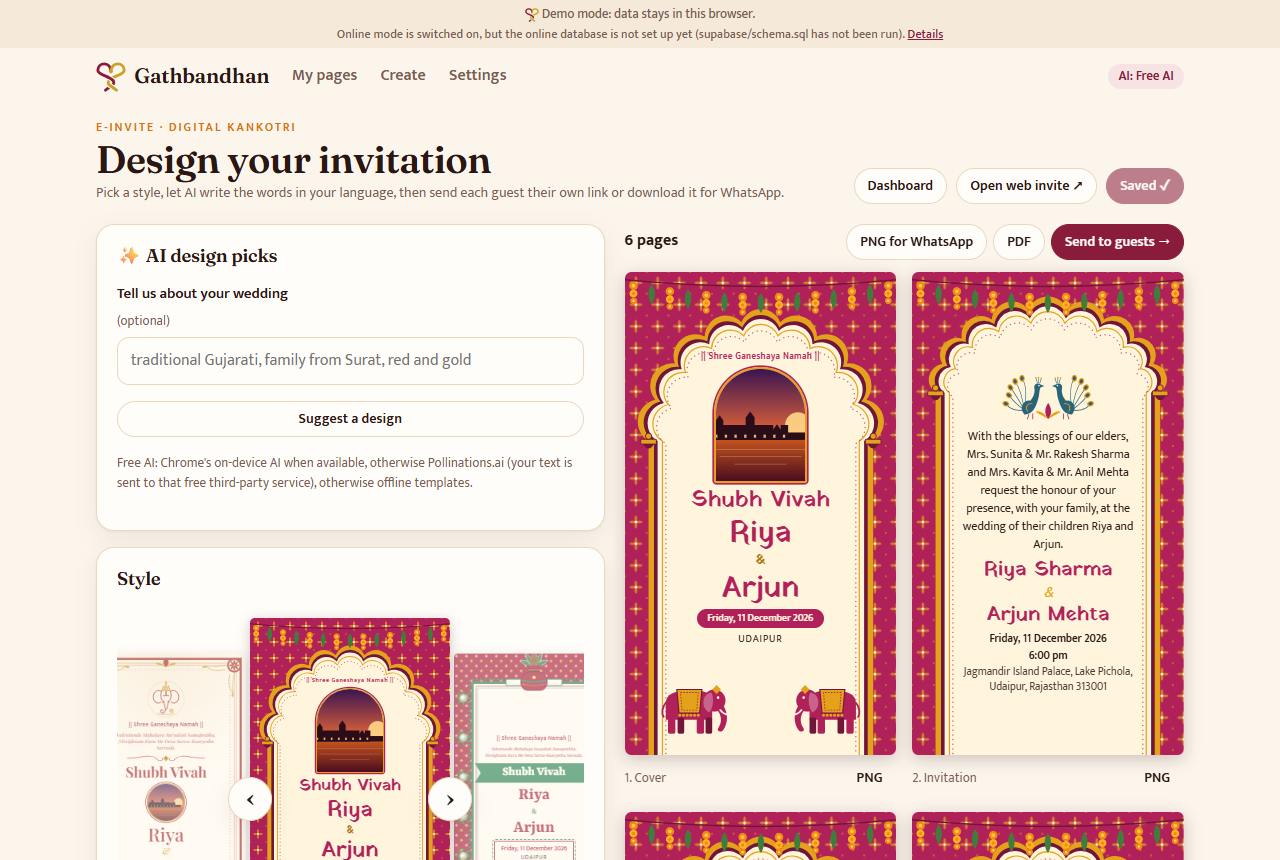 Demo mode: data stays in this browser.
Online mode is switched on, but the online database is not set up yet (supabase/schema.sql has not been run). Details
Gathbandhan
My pages
Create
Settings
AI: Free AI
E-INVITE · DIGITAL KANKOTRI
Design your invitation
Pick a style, let AI write the words in your language, then send each guest their own link or download it for WhatsApp.
Dashboard
Open web invite ↗
Saved ✓
✨ AI design picks
Tell us about your wedding
(optional)
traditional Gujarati, family from Surat, red and gold
Suggest a design
Free AI: Chrome's on-device AI when available, otherwise Pollinations.ai (your text is
sent to that free third-party service), otherwise offline templates.
Style
|| Shree Ganeshaya Namah ||
Shubh Vivah
Riya
&
|| Shree Ganeshaya Namah ||
Shubh Vivah
Riya
&
Arjun
|| Shree Ganeshaya Namah ||
Shubh Vivah
Riya
&
Arjun
Friday, 11 December 2026
UDAIPUR
‹
›
6 pages
PNG for WhatsApp
PDF
Send to guests →
|| Shree Ganeshaya Namah ||
Shubh Vivah
Riya
&
Arjun
Friday, 11 December 2026
UDAIPUR
1. Cover
PNG
With the blessings of our elders,
Mrs. Sunita & Mr. Rakesh Sharma
and Mrs. Kavita & Mr. Anil Mehta
request the honour of your
presence, with your family, at the
wedding of their children Riya and
Arjun.
Riya Sharma
&
Arjun Mehta
Friday, 11 December 2026
6:00 pm
Jagmandir Island Palace, Lake Pichola,
Udaipur, Rajasthan 313001
2. Invitation
PNG